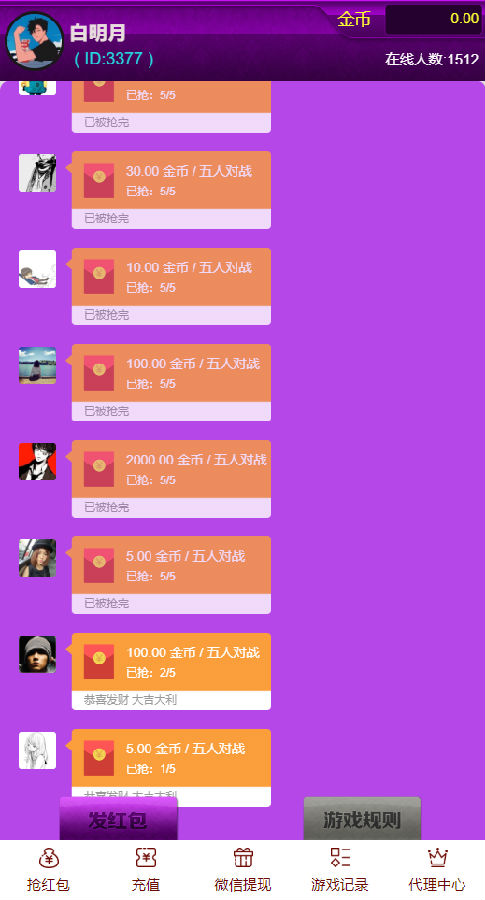 白明月
( ID:3377 )
金币
0.00
在线人数:1512
已抢：5/5
已被抢完
30.00 金币 / 五人对战
已抢：5/5
已被抢完
10.00 金币 / 五人对战
已抢：5/5
已被抢完
100.00 金币 / 五人对战
已抢：5/5
已被抢完
2000.00 金币 / 五人对战
已抢：5/5
已被抢完
5.00 金币 / 五人对战
已抢：5/5
已被抢完
100.00 金币 / 五人对战
已抢：2/5
恭喜发财 大吉大利
5.00 金币 / 五人对战
已抢：1/5
恭喜发财 大吉大利
发红包
游戏规则
抢红包
充值
微信提现
游戏记录
代理中心